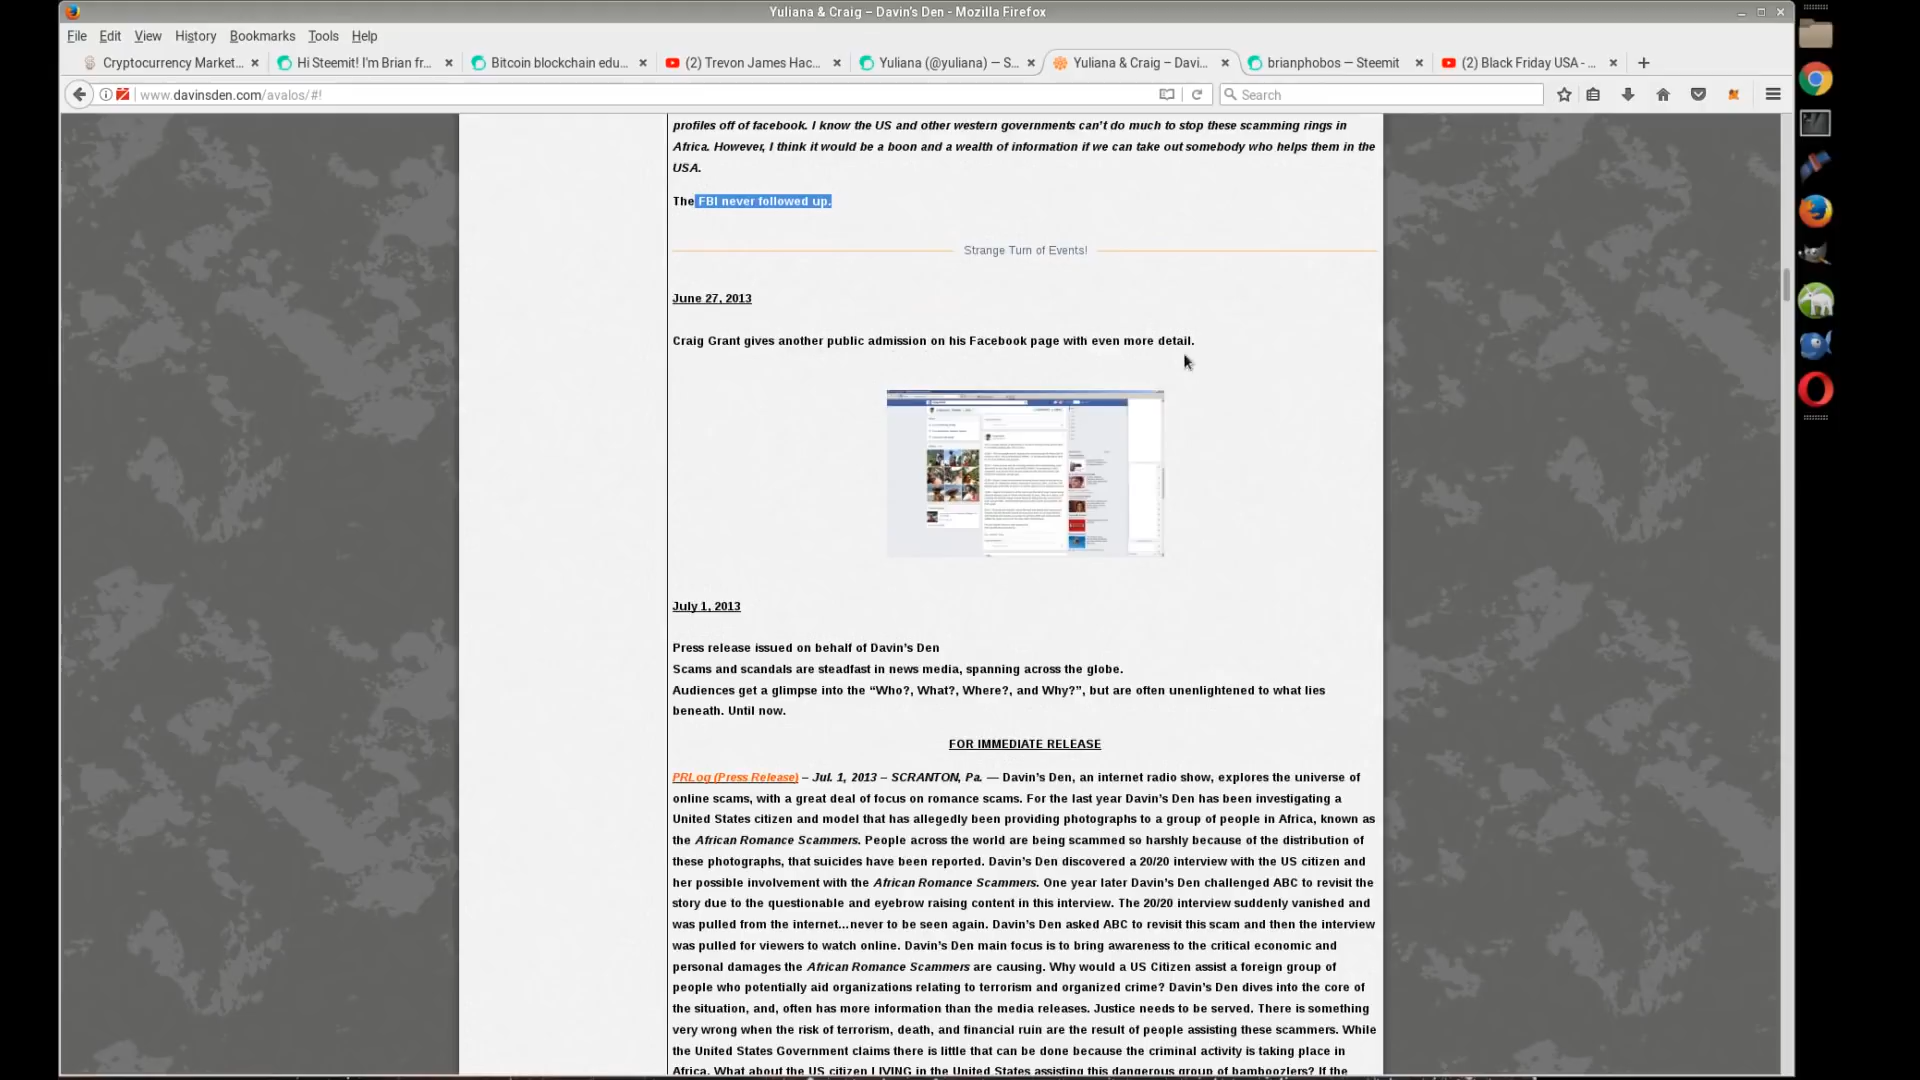 Yuliana & Craig – Davin's Den - Mozilla Firefox
File Edit View History Bookmarks Tools Help
Cryptocurrency Market... × Hi Steemit! I'm Brian fr... × Bitcoin blockchain edu... × (2) Trevon James Hac... × Yuliana (@yuliana) — S... × Yuliana & Craig – Davi... × brianphobos — Steemit × (2) Black Friday USA - ... ×
www.davinsden.com/avalos/#! Search
profiles off of facebook. I know the US and other western governments can't do much to stop these scamming rings in
Africa. However, I think it would be a boon and a wealth of information if we can take out somebody who helps them in the
USA.
The FBI never followed up.
Strange Turn of Events!
June 27, 2013
Craig Grant gives another public admission on his Facebook page with even more detail.
July 1, 2013
Press release issued on behalf of Davin's Den
Scams and scandals are steadfast in news media, spanning across the globe.
Audiences get a glimpse into the “Who?, What?, Where?, and Why?”, but are often unenlightened to what lies
beneath. Until now.
FOR IMMEDIATE RELEASE
PRLog (Press Release) – Jul. 1, 2013 – SCRANTON, Pa. — Davin's Den, an internet radio show, explores the universe of
online scams, with a great deal of focus on romance scams. For the last year Davin's Den has been investigating a
United States citizen and model that has allegedly been providing photographs to a group of people in Africa, known as
the African Romance Scammers. People across the world are being scammed so harshly because of the distribution of
these photographs, that suicides have been reported. Davin's Den discovered a 20/20 interview with the US citizen and
her possible involvement with the African Romance Scammers. One year later Davin's Den challenged ABC to revisit the
story due to the questionable and eyebrow raising content in this interview. The 20/20 interview suddenly vanished and
was pulled from the internet...never to be seen again. Davin's Den asked ABC to revisit this scam and then the interview
was pulled for viewers to watch online. Davin's Den main focus is to bring awareness to the critical economic and
personal damages the African Romance Scammers are causing. Why would a US Citizen assist a foreign group of
people who potentially aid organizations relating to terrorism and organized crime? Davin's Den dives into the core of
the situation, and, often has more information than the media releases. Justice needs to be served. There is something
very wrong when the risk of terrorism, death, and financial ruin are the result of people assisting these scammers. While
the United States Government claims there is little that can be done because the criminal activity is taking place in
Africa. What about the US citizen LIVING in the United States assisting this dangerous group of bamboozlers? If the